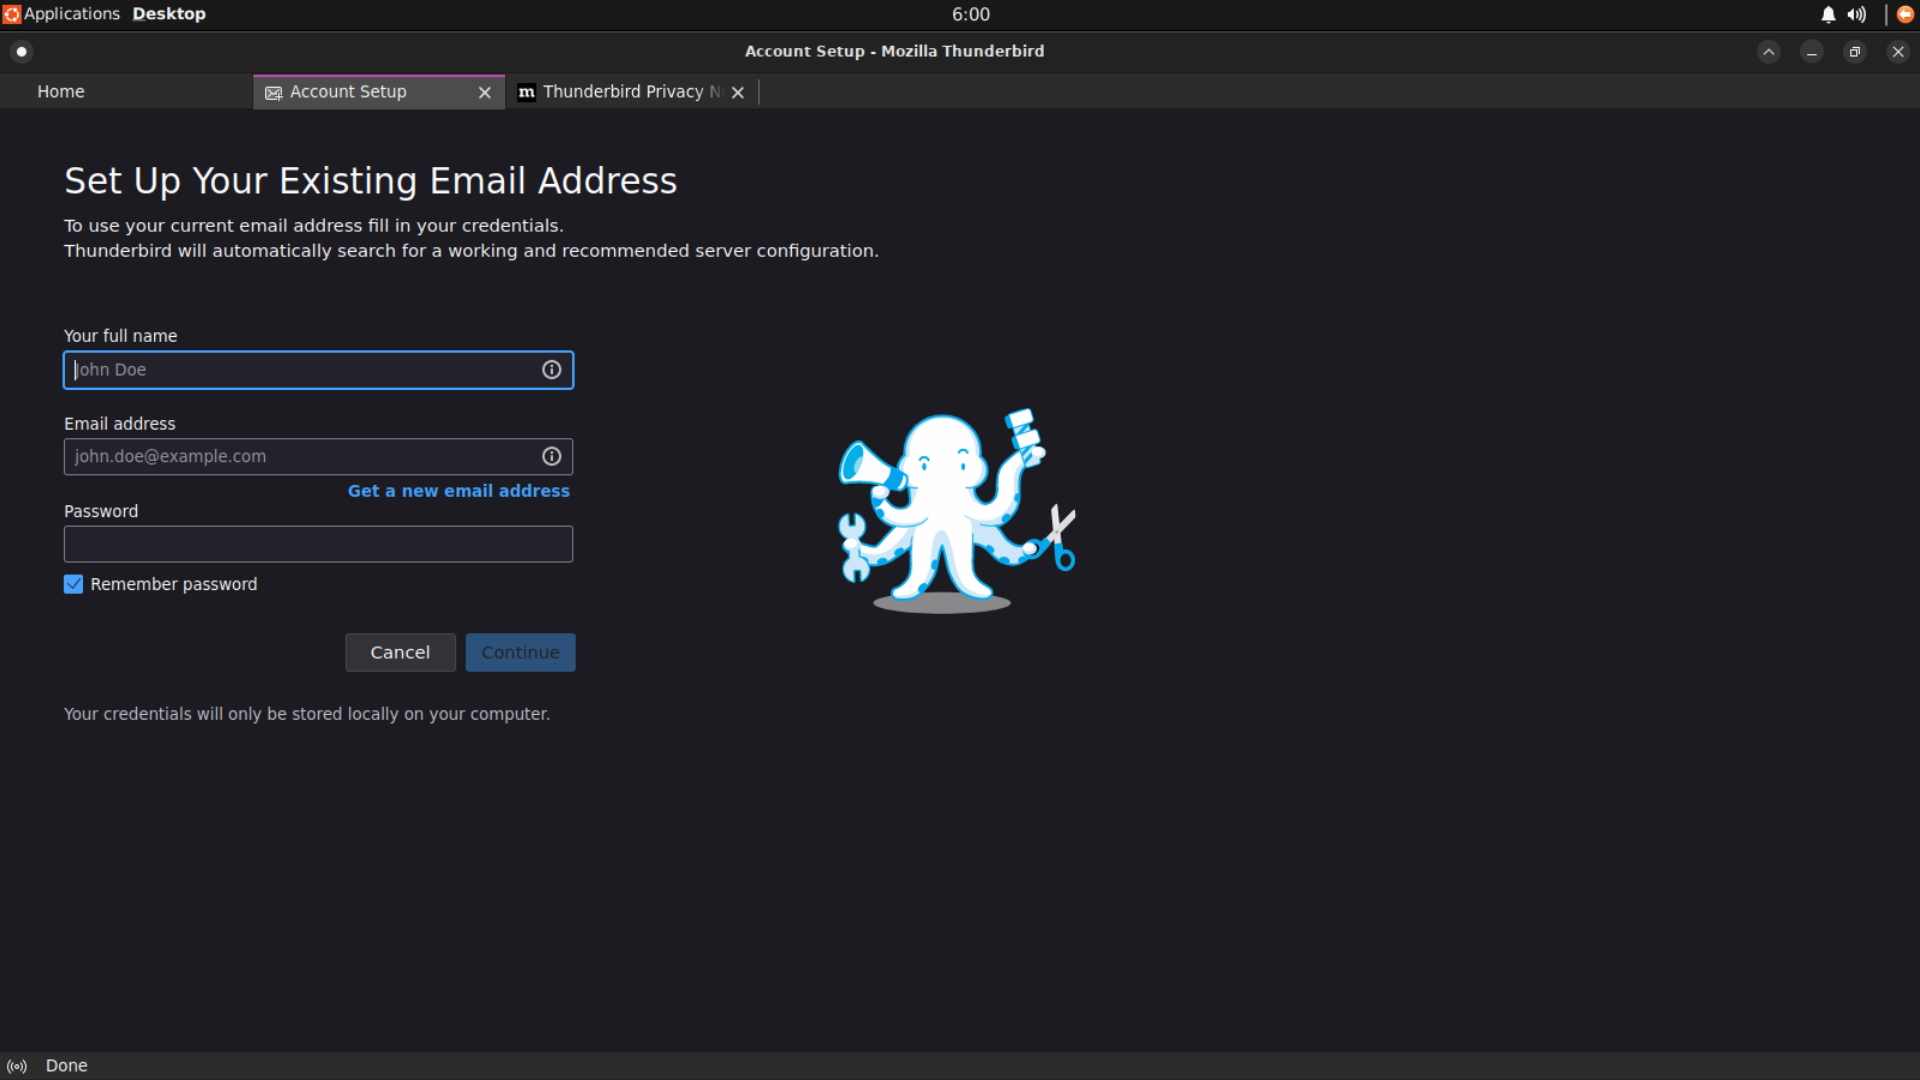 Applications Desktop 6:00
Account Setup - Mozilla Thunderbird
Home Account Setup m Thunderbird Privacy N
Set Up Your Existing Email Address
To use your current email address fill in your credentials.
Thunderbird will automatically search for a working and recommended server configuration.
Your full name
John Doe
Email address
john.doe@example.com
Get a new email address
Password
Remember password
Cancel Continue
Your credentials will only be stored locally on your computer.
Done